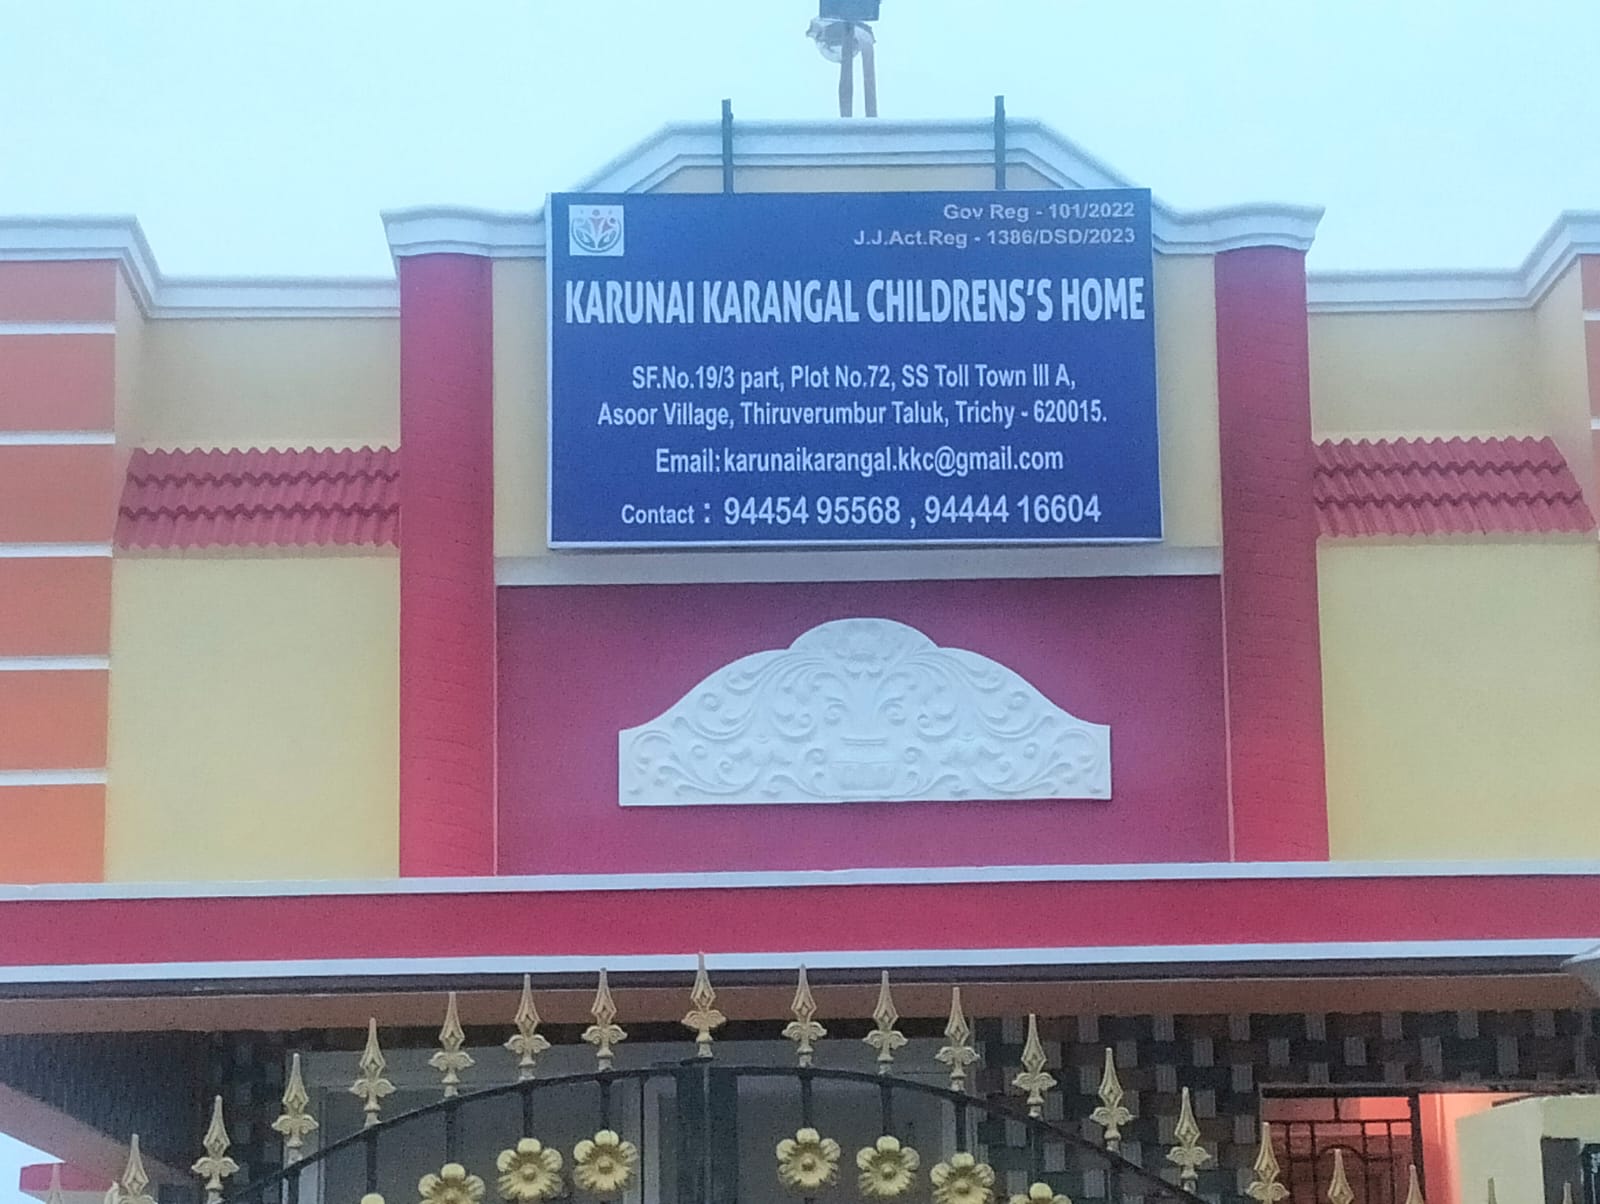 Gov Reg - 101/2022
J.J.Act.Reg - 1386/DSD/2023
KARUNAI KARANGAL CHILDRENS'S HOME
SF.No.19/3 part, Plot No.72, SS Toll Town III A,
Asoor Village, Thiruverumbur Taluk, Trichy - 620015.
Email:karunaikarangal.kkc@gmail.com
Contact : 94454 95568 , 94444 16604